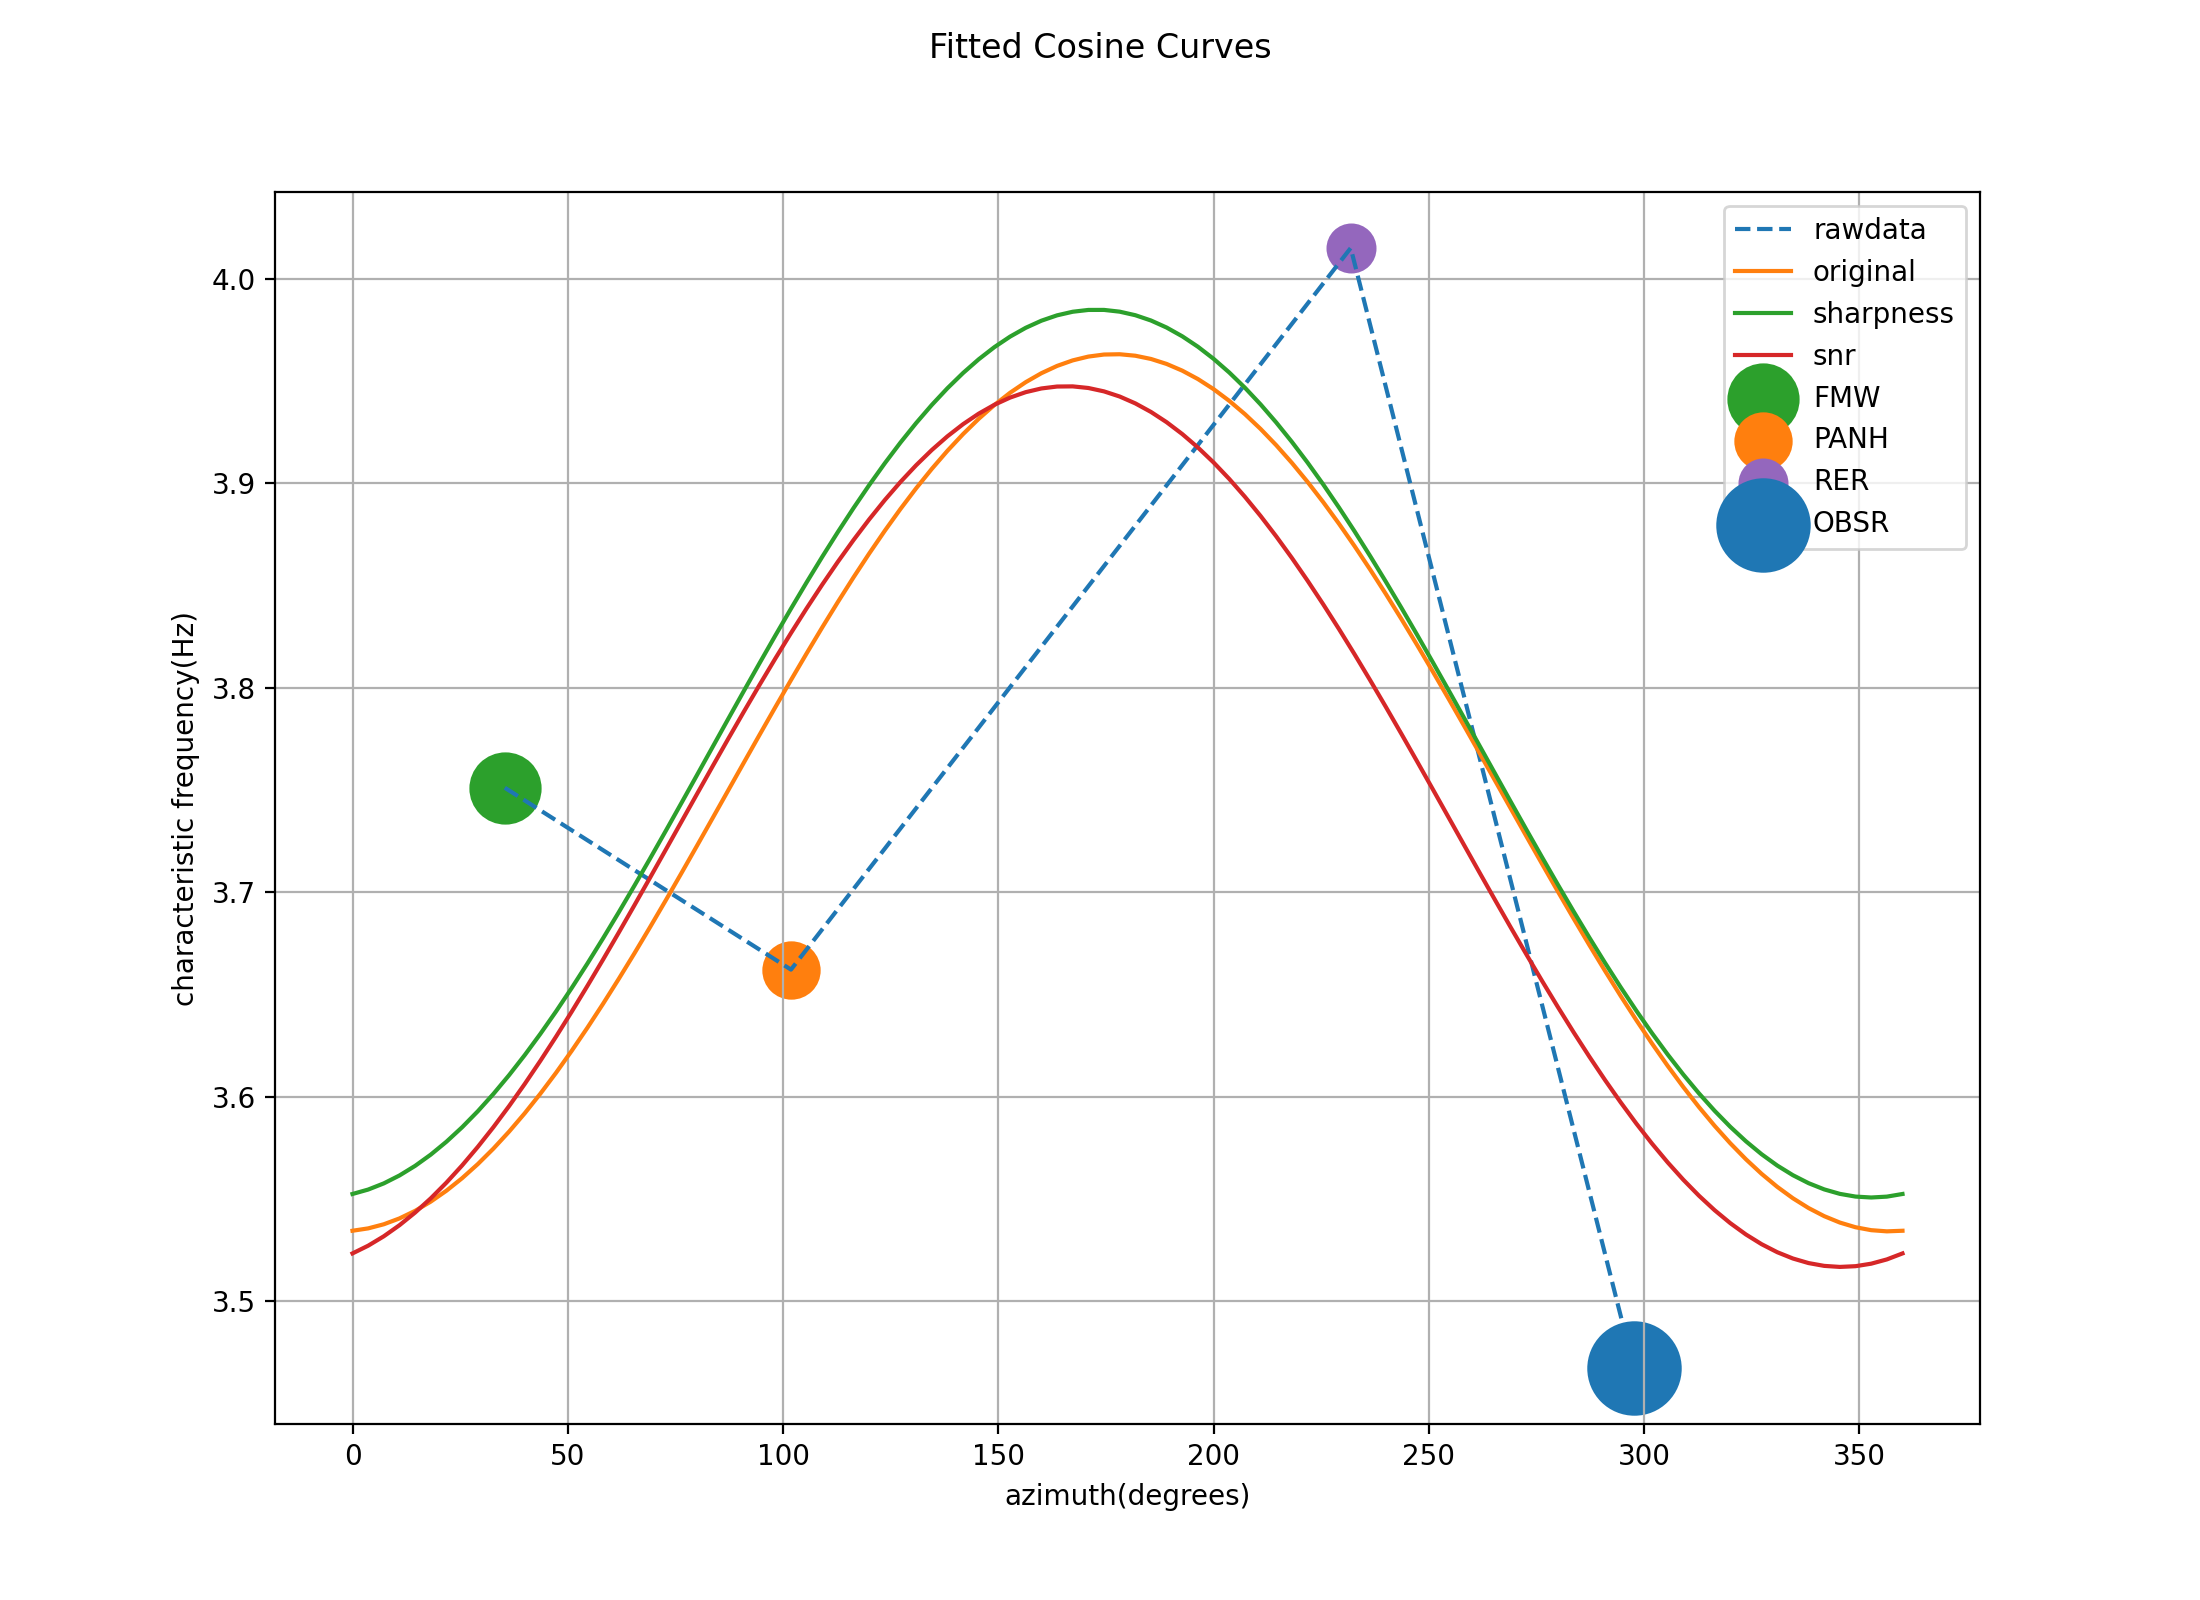 Fitted Cosine Curves
rawdata
original
sharpness
snr
FMW
PANH
RER
OBSR
characteristic frequency(Hz)
4.0
3.9
3.8
3.7
3.6
3.5
0 50 100 150 200 250 300 350
azimuth(degrees)